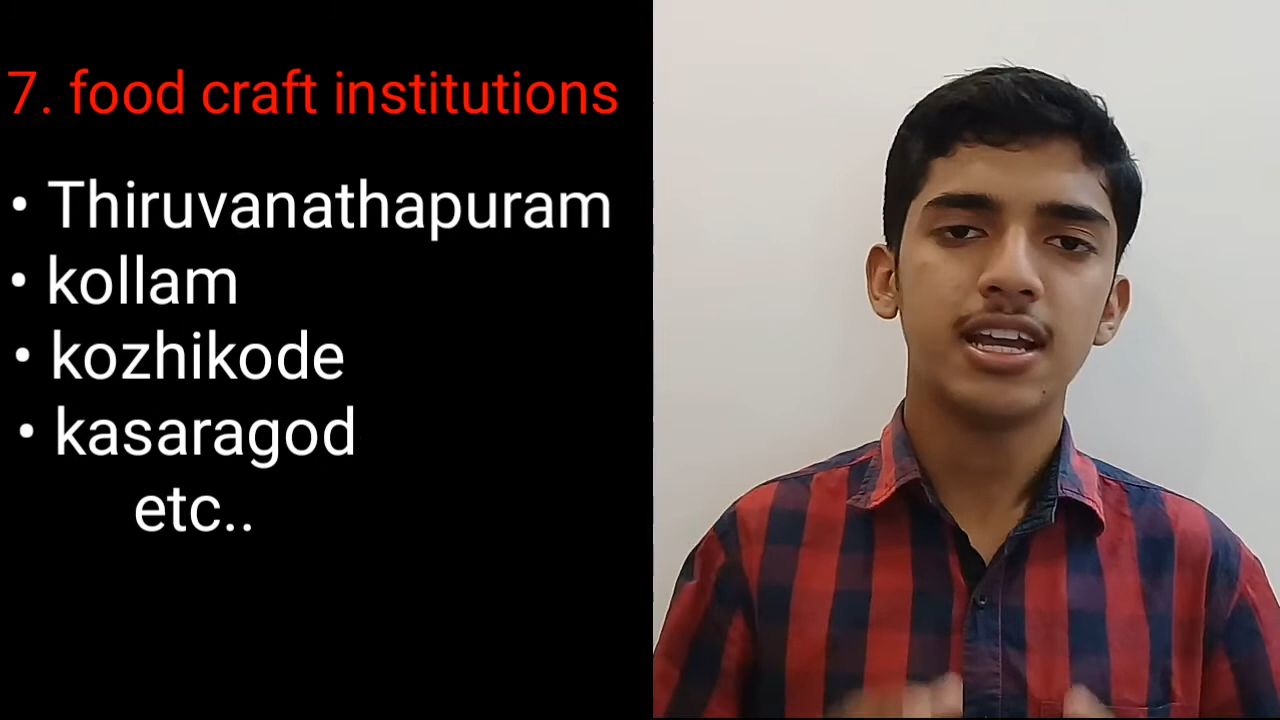 7. food craft institutions
• Thiruvanathapuram
• kollam
• kozhikode
• kasaragod
etc..